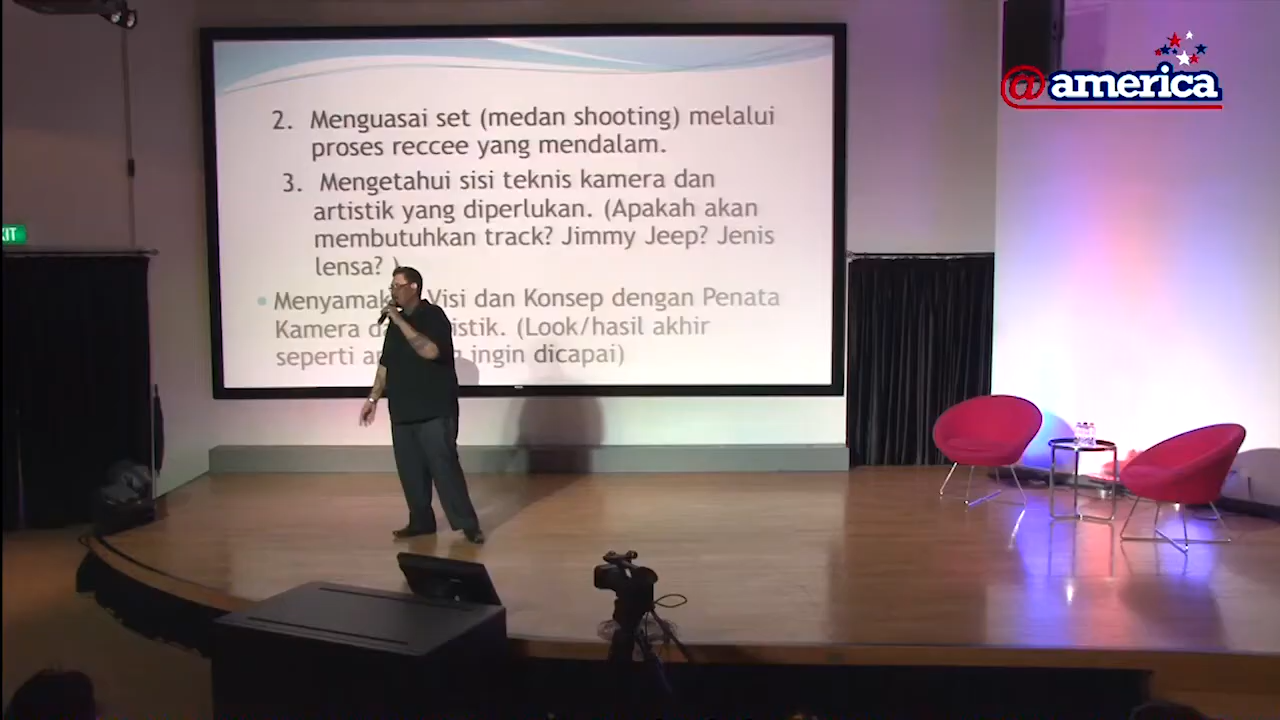 @america
2. Menguasai set (medan shooting) melalui
proses reccee yang mendalam.
3. Mengetahui sisi teknis kamera dan
artistik yang diperlukan. (Apakah akan
membutuhkan track? Jimmy Jeep? Jenis
lensa? )
Visi dan Konsep dengan Penata
Kamera
(Look/hasil akhir
seperti
ingin dicapai)